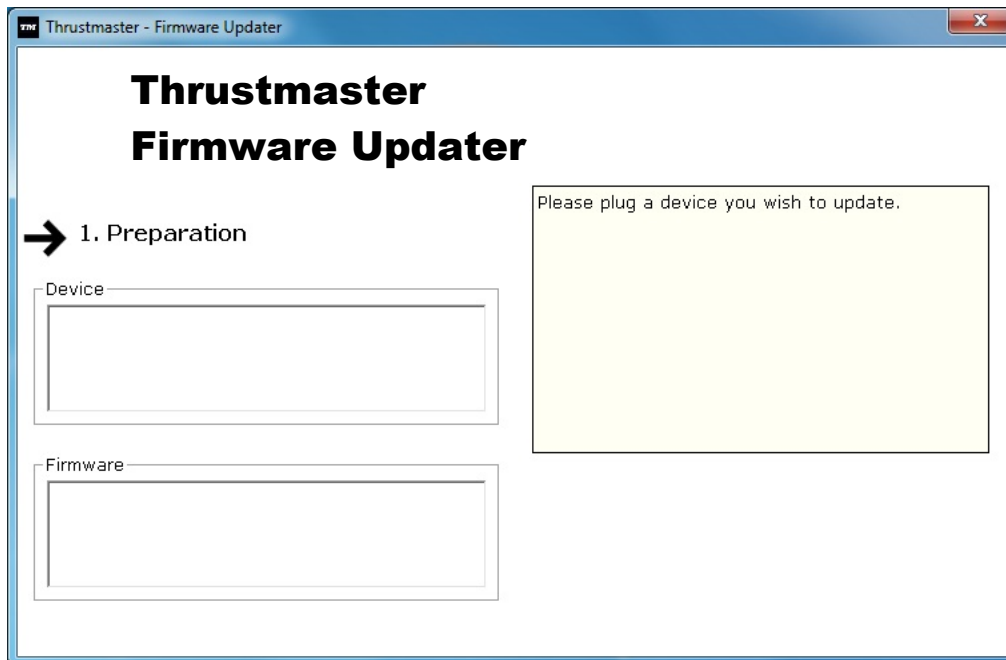 TM Thrustmaster - Firmware Updater
X
Thrustmaster
Firmware Updater
1. Preparation
Please plug a device you wish to update.
Device
Firmware